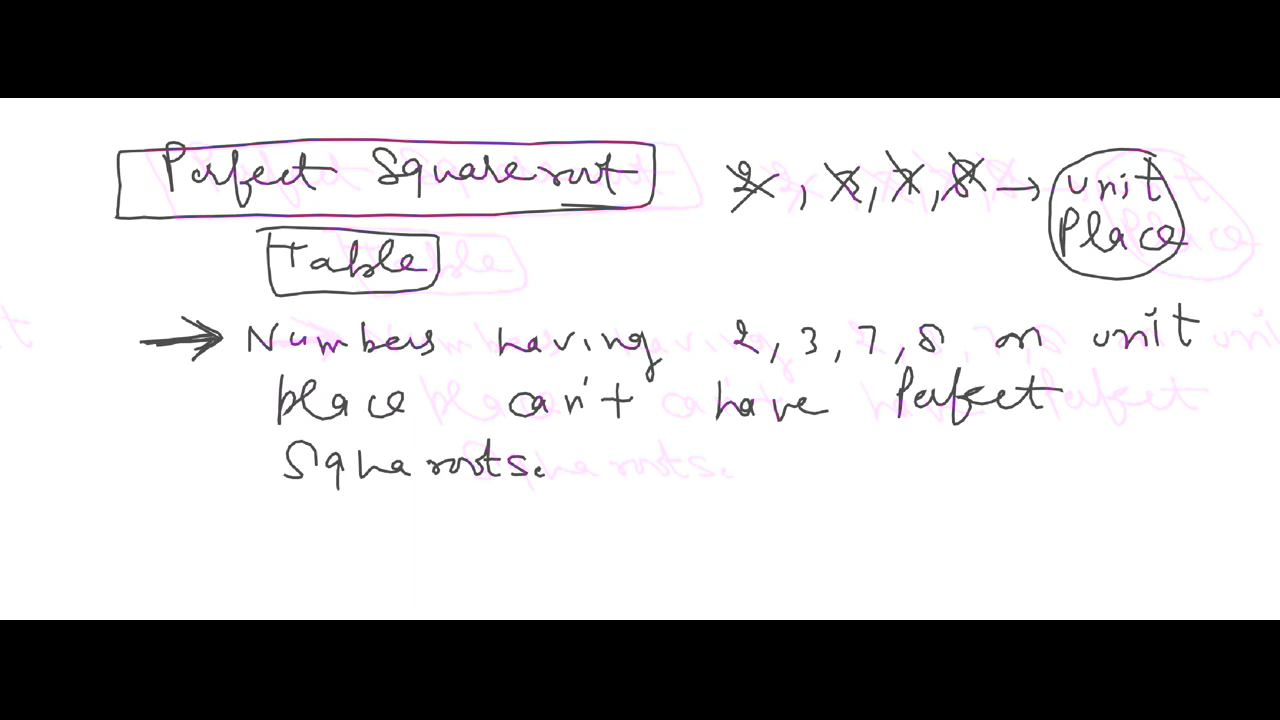 Perfect Squareroot 2, 3, 7, 8 → unit
Place
Table
→ Numbers having 2, 3, 7, 8 on unit
place can't have Perfect
Squaroots.